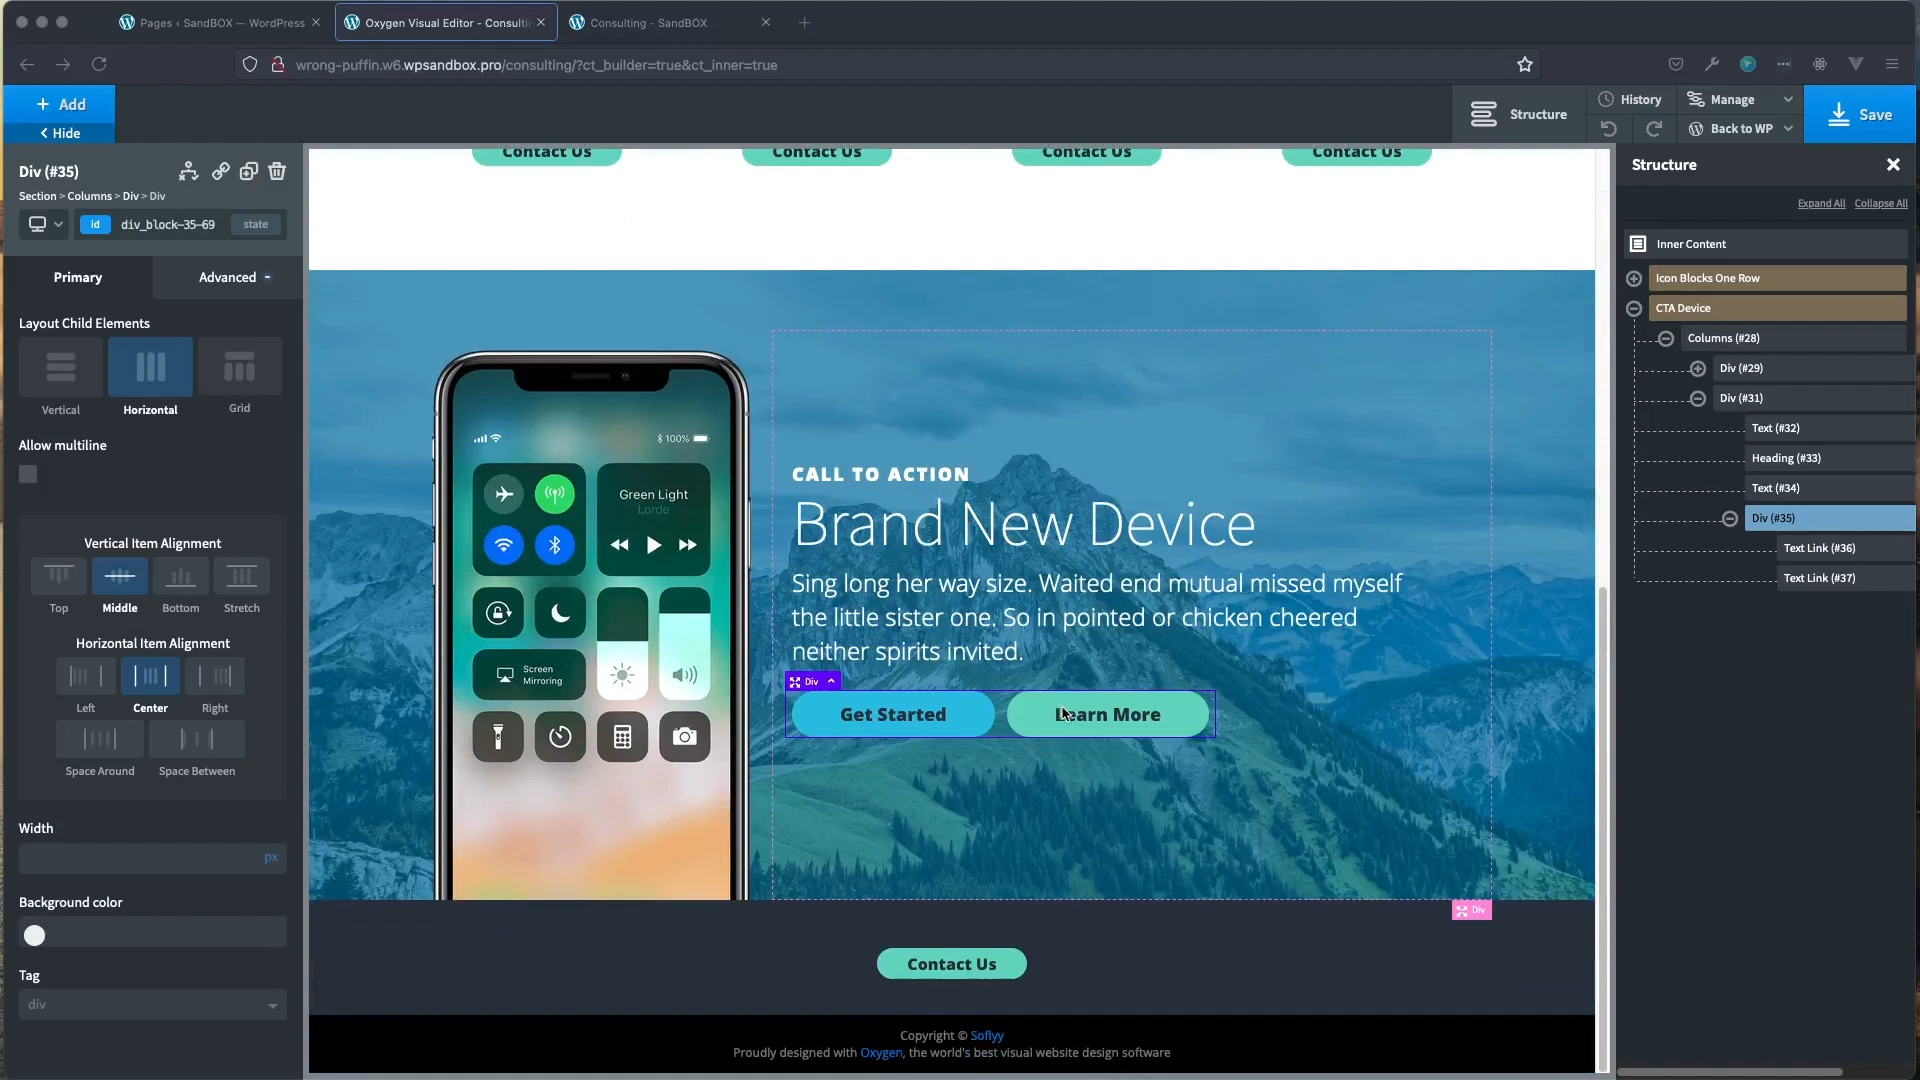 Pages ‹ SandBOX — WordPress
Oxygen Visual Editor - Consultin
Consulting - SandBOX
wrong-puffin.w6.wpsandbox.pro/consulting/?ct_builder=true&ct_inner=true
+ Add
Hide
Structure
History
Manage
Back to WP
Save
Div (#35)
Section > Columns > Div > Div
id
div_block-35-69
state
Primary
Advanced
Layout Child Elements
Vertical
Horizontal
Grid
Allow multiline
Vertical Item Alignment
Top
Middle
Bottom
Stretch
Horizontal Item Alignment
Left
Center
Right
Space Around
Space Between
Width
px
Background color
Tag
div
Contact Us
Contact Us
Contact Us
Contact Us
100%
Green Light
Lorde
Screen
Mirroring
CALL TO ACTION
Brand New Device
Sing long her way size. Waited end mutual missed myself
the little sister one. So in pointed or chicken cheered
neither spirits invited.
Div
Get Started
Learn More
Div
Contact Us
Copyright © Soflyy
Proudly designed with Oxygen, the world's best visual website design software
Structure
Expand All
Collapse All
Inner Content
Icon Blocks One Row
CTA Device
Columns (#28)
Div (#29)
Div (#31)
Text (#32)
Heading (#33)
Text (#34)
Div (#35)
Text Link (#36)
Text Link (#37)